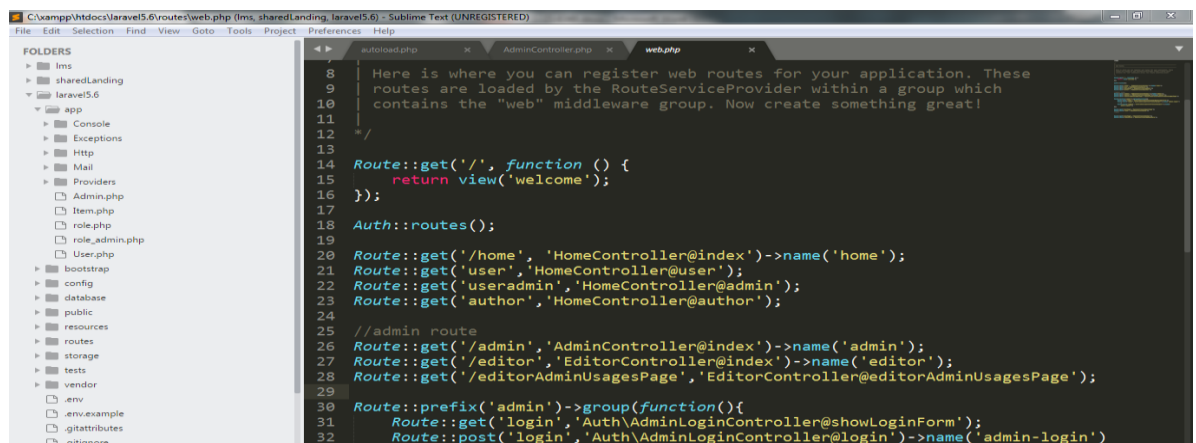 C:\xampp\htdocs\laravel5.6\routes\web.php (lms, sharedLanding, laravel5.6) - Sublime Text (UNREGISTERED)
File Edit Selection Find View Goto Tools Project Preferences Help
FOLDERS
lms
sharedLanding
laravel5.6
app
Console
Exceptions
Http
Mail
Providers
Admin.php
Item.php
role.php
role_admin.php
User.php
bootstrap
config
database
public
resources
routes
storage
tests
vendor
.env
.env.example
.gitattributes
.gitignore
autoload.php × AdminController.php × web.php ×
8 | Here is where you can register web routes for your application. These
9 | routes are loaded by the RouteServiceProvider within a group which
10 | contains the "web" middleware group. Now create something great!
11 |
12 */
13
14 Route::get('/', function () {
15 return view('welcome');
16 });
17
18 Auth::routes();
19
20 Route::get('/home', 'HomeController@index')->name('home');
21 Route::get('user','HomeController@user');
22 Route::get('useradmin','HomeController@admin');
23 Route::get('author','HomeController@author');
24
25 //admin route
26 Route::get('/admin','AdminController@index')->name('admin');
27 Route::get('/editor','EditorController@index')->name('editor');
28 Route::get('/editorAdminUsagesPage','EditorController@editorAdminUsagesPage');
29
30 Route::prefix('admin')->group(function(){
31 Route::get('login','Auth\AdminLoginController@showLoginForm');
32 Route::post('login','Auth\AdminLoginController@login')->name('admin-login')